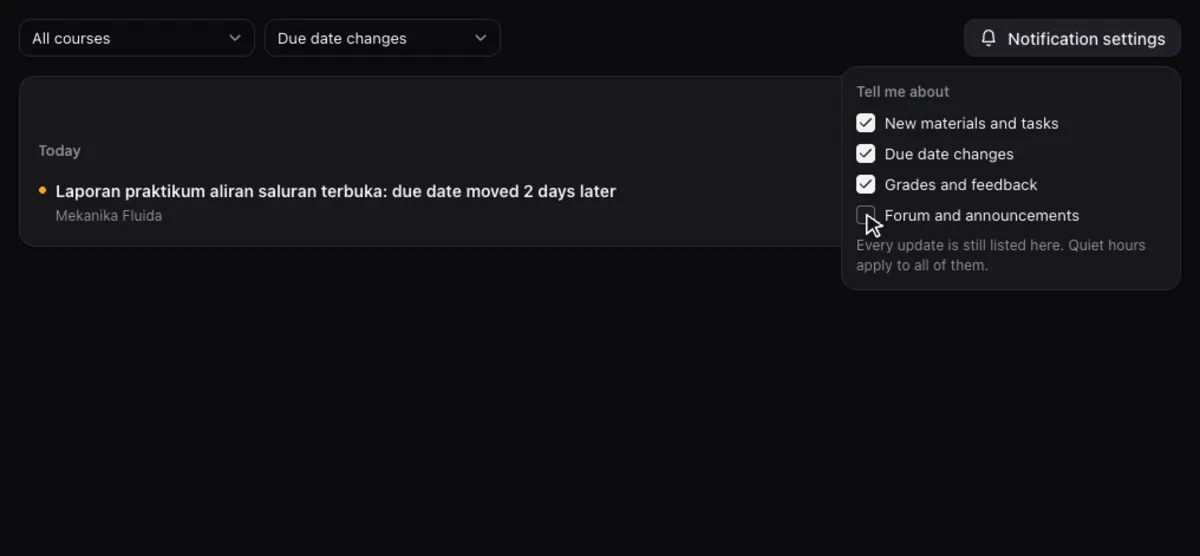 All courses
Due date changes
Notification settings
Today
Laporan praktikum aliran saluran terbuka: due date moved 2 days later
Mekanika Fluida
Tell me about
New materials and tasks
Due date changes
Grades and feedback
Forum and announcements
Every update is still listed here. Quiet hours
apply to all of them.